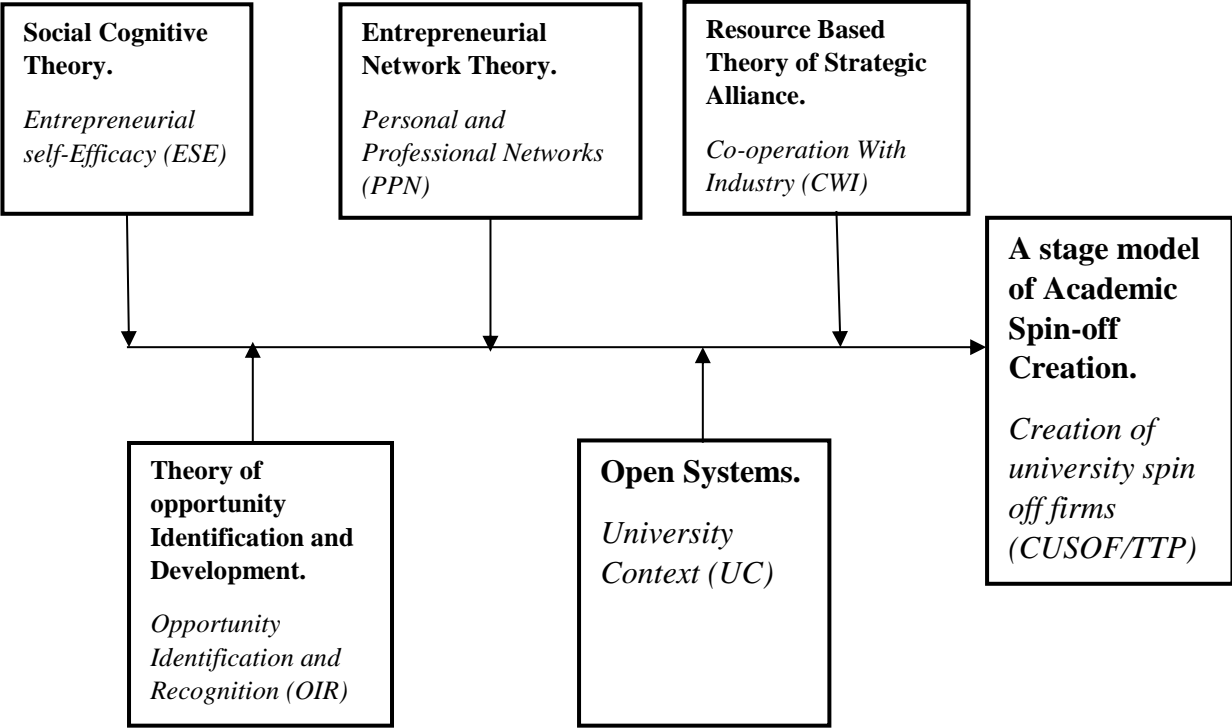 Social Cognitive
Theory.
Entrepreneurial
self-Efficacy (ESE)
Entrepreneurial
Network Theory.
Personal and
Professional Networks
(PPN)
Resource Based
Theory of Strategic
Alliance.
Co-operation With
Industry (CWI)
A stage model
of Academic
Spin-off
Creation.
Creation of
university spin
off firms
(CUSOF/TTP)
Theory of
opportunity
Identification and
Development.
Opportunity
Identification and
Recognition (OIR)
Open Systems.
University
Context (UC)